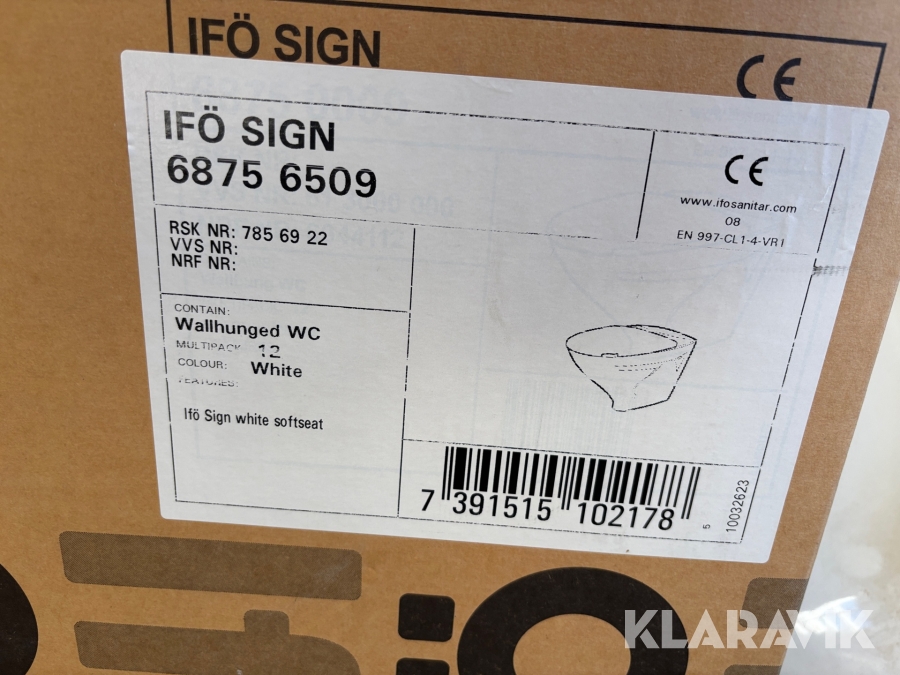 IFÖ SIGN
CE
IFÖ SIGN
6875 6509
CE
www.ifosanitar.com
08
EN 997-CL1-4-VR1
RSK NR: 785 69 22
VVS NR:
NRF NR:
CONTAIN:
Wallhunged WC
MULTIPACK 12
COLOUR: White
FEATURES:
Ifö Sign white softseat
7 391515 102178
5
10032623
KLARAVIK